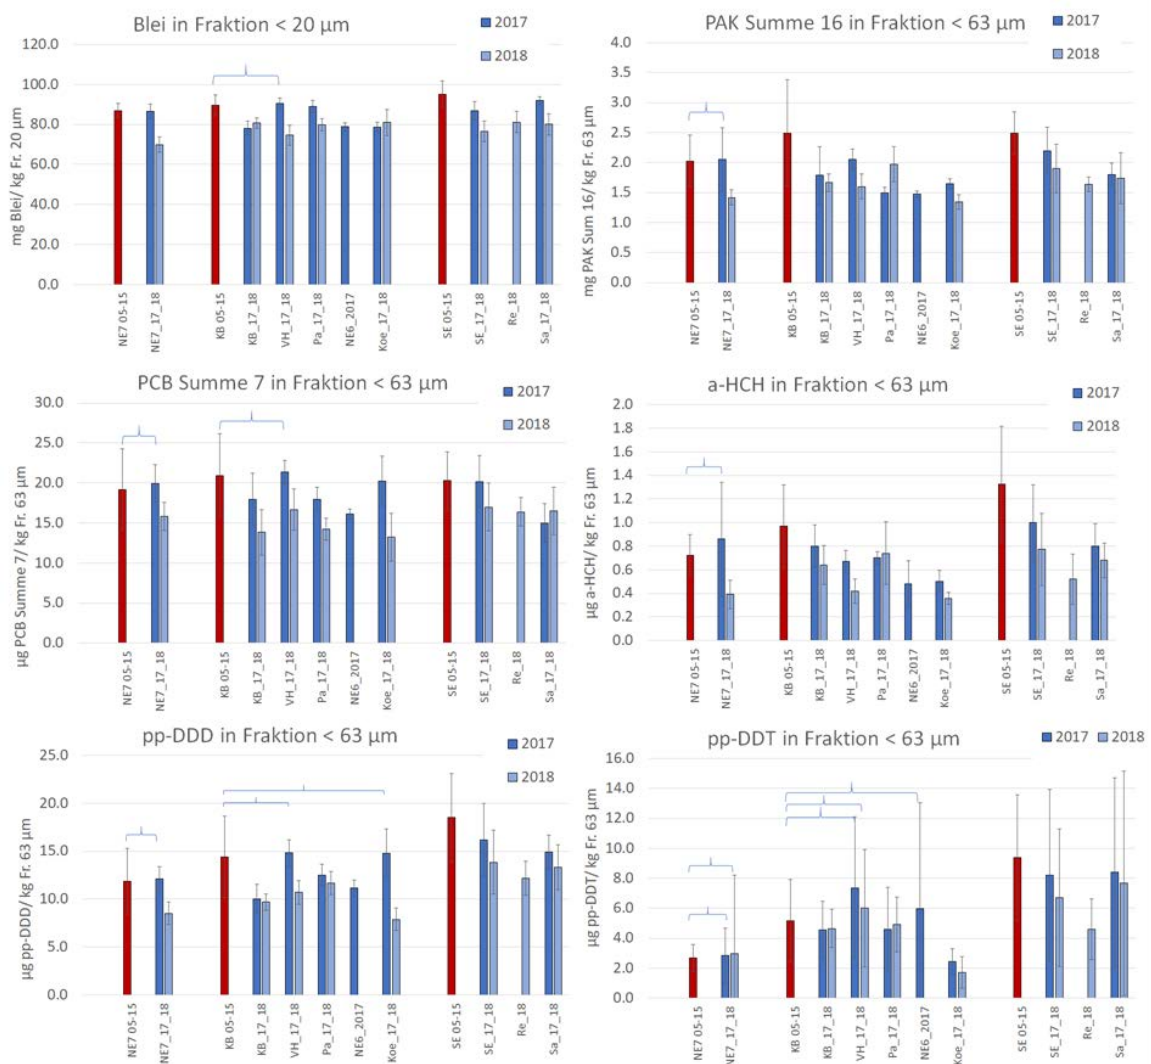 Blei in Fraktion < 20 µm
2017
2018
mg Blei/ kg Fr. 20 µm
120.0
100.0
80.0
60.0
40.0
20.0
0.0
NE7 05-15
NE7_17_18
KB 05-15
KB_17_18
VH_17_18
Pa_17_18
NE6_2017
Koe_17_18
SE 05-15
SE_17_18
Re_18
Sa_17_18
PAK Summe 16 in Fraktion < 63 µm
2017
2018
mg PAK Sum 16/ kg Fr. 63 µm
4.0
3.5
3.0
2.5
2.0
1.5
1.0
0.5
0.0
NE7 05-15
NE7_17_18
KB 05-15
KB_17_18
VH_17_18
Pa_17_18
NE6_2017
Koe_17_18
SE 05-15
SE_17_18
Re_18
Sa_17_18
PCB Summe 7 in Fraktion < 63 µm
2017
2018
µg PCB Summe 7/ kg Fr. 63 µm
30.0
25.0
20.0
15.0
10.0
5.0
0.0
NE7 05-15
NE7_17_18
KB 05-15
KB_17_18
VH_17_18
Pa_17_18
NE6_2017
Koe_17_18
SE 05-15
SE_17_18
Re_18
Sa_17_18
a-HCH in Fraktion < 63 µm
2017
2018
µg a-HCH/ kg Fr. 63 µm
2.0
1.8
1.6
1.4
1.2
1.0
0.8
0.6
0.4
0.2
0.0
NE7 05-15
NE7_17_18
KB 05-15
KB_17_18
VH_17_18
Pa_17_18
NE6_2017
Koe_17_18
SE 05-15
SE_17_18
Re_18
Sa_17_18
pp-DDD in Fraktion < 63 µm
2017
2018
µg pp-DDD/ kg Fr. 63 µm
25.0
20.0
15.0
10.0
5.0
0.0
NE7 05-15
NE7_17_18
KB 05-15
KB_17_18
VH_17_18
Pa_17_18
NE6_2017
Koe_17_18
SE 05-15
SE_17_18
Re_18
Sa_17_18
pp-DDT in Fraktion < 63 µm
2017
2018
µg pp-DDT/ kg Fr. 63 µm
16.0
14.0
12.0
10.0
8.0
6.0
4.0
2.0
0.0
NE7 05-15
NE7_17_18
KB 05-15
KB_17_18
VH_17_18
Pa_17_18
NE6_2017
Koe_17_18
SE 05-15
SE_17_18
Re_18
Sa_17_18